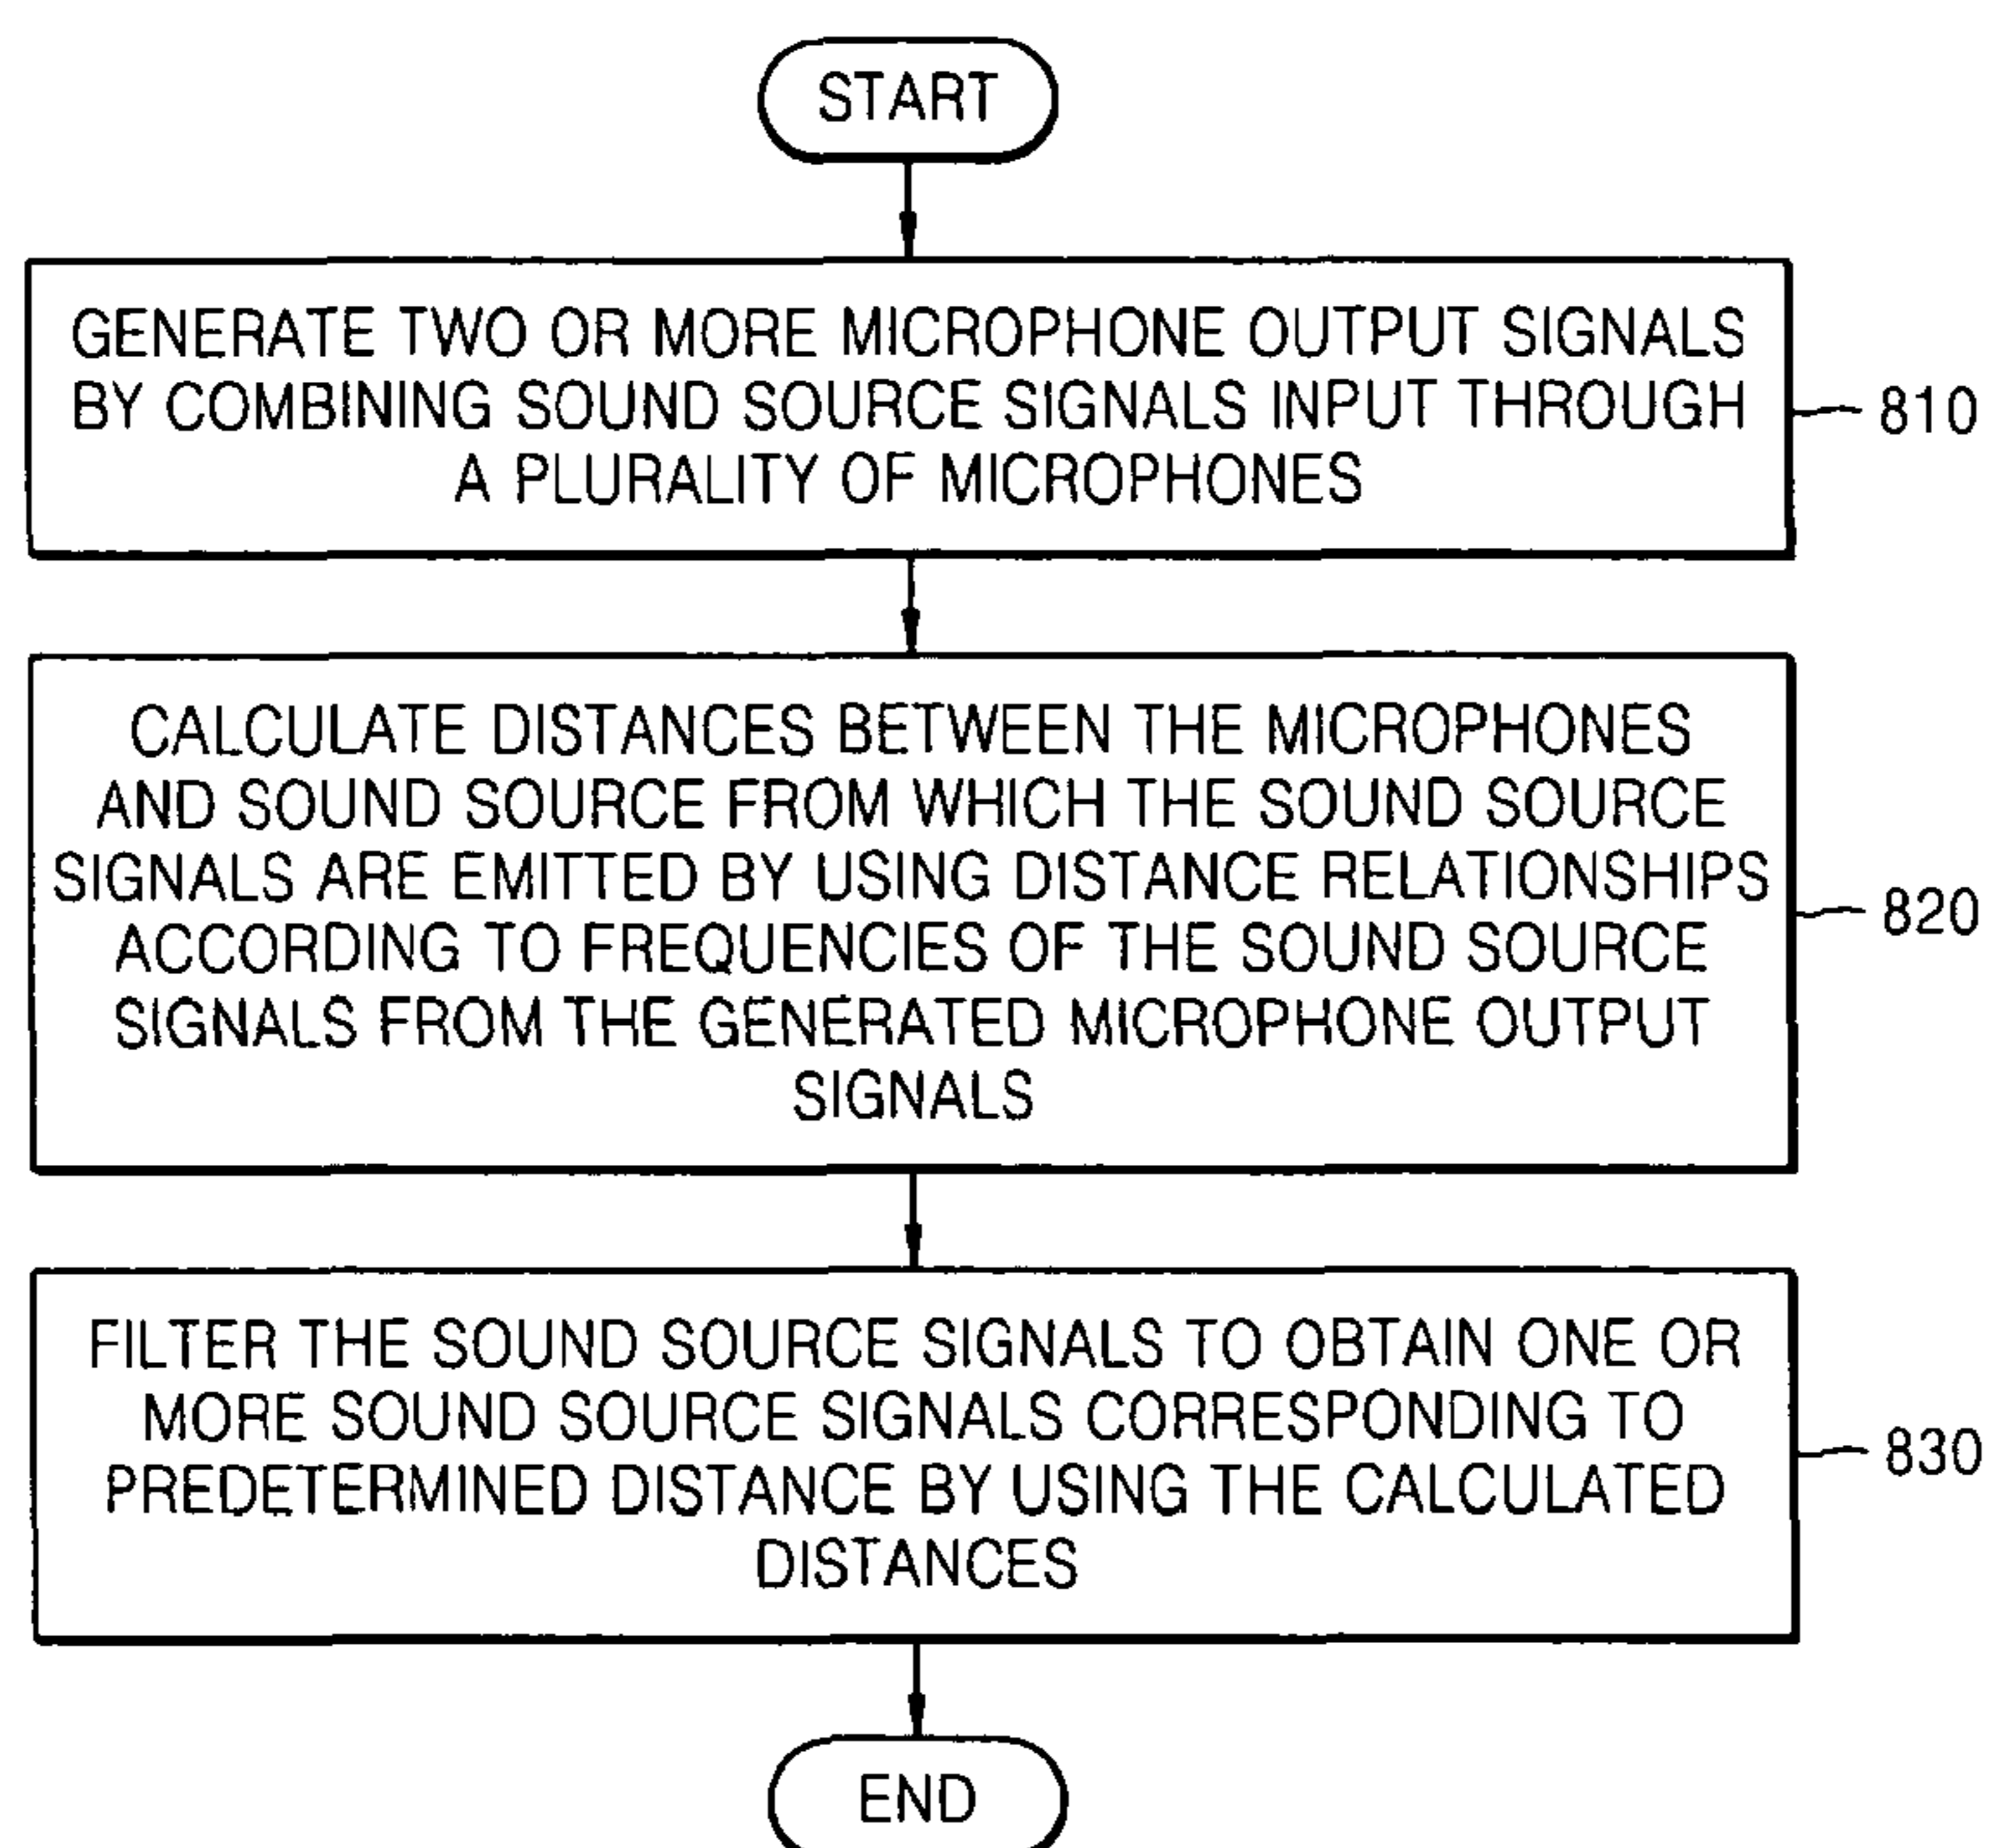 START
GENERATE TWO OR MORE MICROPHONE OUTPUT SIGNALS
BY COMBINING SOUND SOURCE SIGNALS INPUT THROUGH
A PLURALITY OF MICROPHONES
810
CALCULATE DISTANCES BETWEEN THE MICROPHONES
AND SOUND SOURCE FROM WHICH THE SOUND SOURCE
SIGNALS ARE EMITTED BY USING DISTANCE RELATIONSHIPS
ACCORDING TO FREQUENCIES OF THE SOUND SOURCE
SIGNALS FROM THE GENERATED MICROPHONE OUTPUT
SIGNALS
820
FILTER THE SOUND SOURCE SIGNALS TO OBTAIN ONE OR
MORE SOUND SOURCE SIGNALS CORRESPONDING TO
PREDETERMINED DISTANCE BY USING THE CALCULATED
DISTANCES
830
END